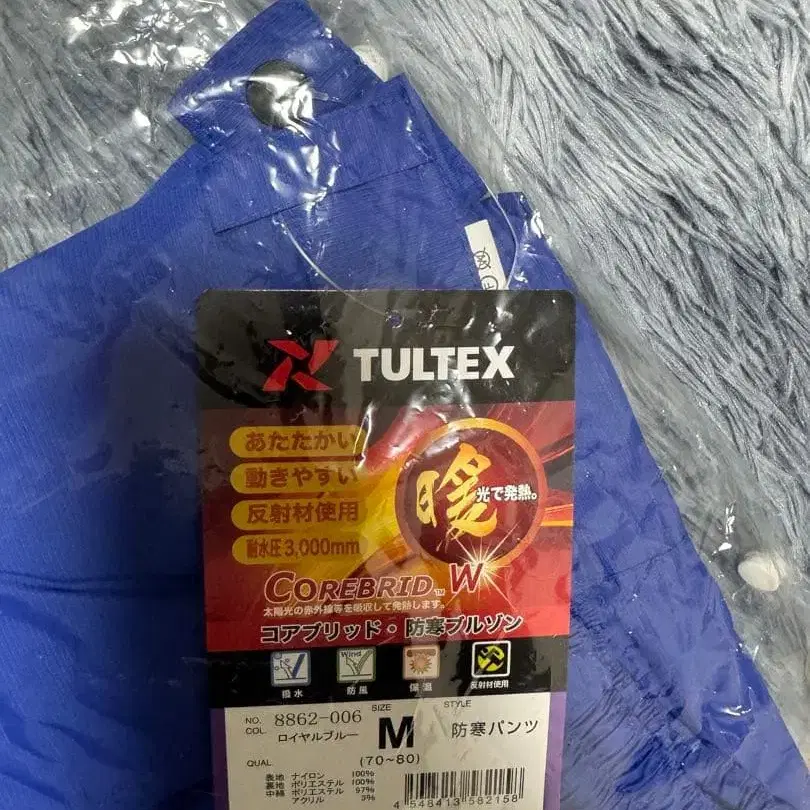 TULTEX
あたたかい
動きやすい
反射材使用
耐水圧3,000mm
暖
光で発熱。
COREBRID™ W
太陽光の赤外線等を吸収して発熱します。
コアブリッド・防寒ブルゾン
Wind
撥水 防風 保温 反射材使用
NO. 8862-006 SIZE STYLE
COL. ロイヤルブルー M 防寒パンツ
(70~80)
QUAL
表地 ナイロン 100%
裏地 ポリエステル 100%
中綿 ポリエステル 97%
アクリル 3%
4 548413 582158